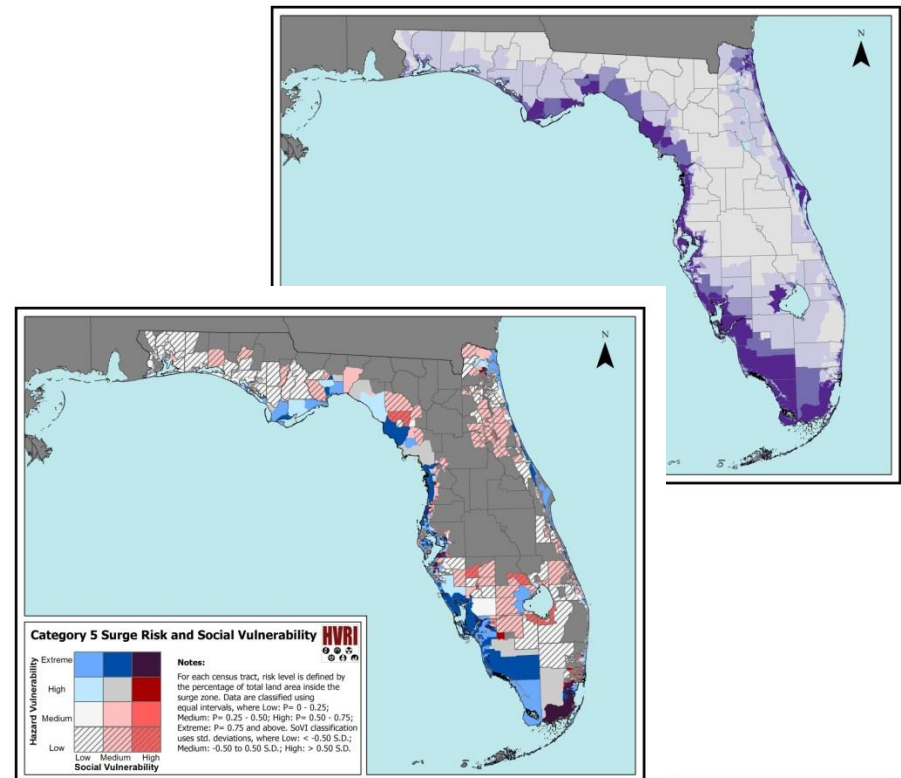 N
N
Category 5 Surge Risk and Social Vulnerability HVRI
Hazard Vulnerability
Extreme
High
Medium
Low
Low Medium High
Social Vulnerability
Notes:
For each census tract, risk level is defined by
the percentage of total land area inside the
surge zone. Data are classified using
equal intervals, where Low: P= 0 - 0.25;
Medium: P= 0.25 - 0.50; High: P= 0.50 - 0.75;
Extreme: P= 0.75 and above. SoVI classification
uses std. deviations, where Low: < -0.50 S.D.;
Medium: -0.50 to 0.50 S.D.; High: > 0.50 S.D.